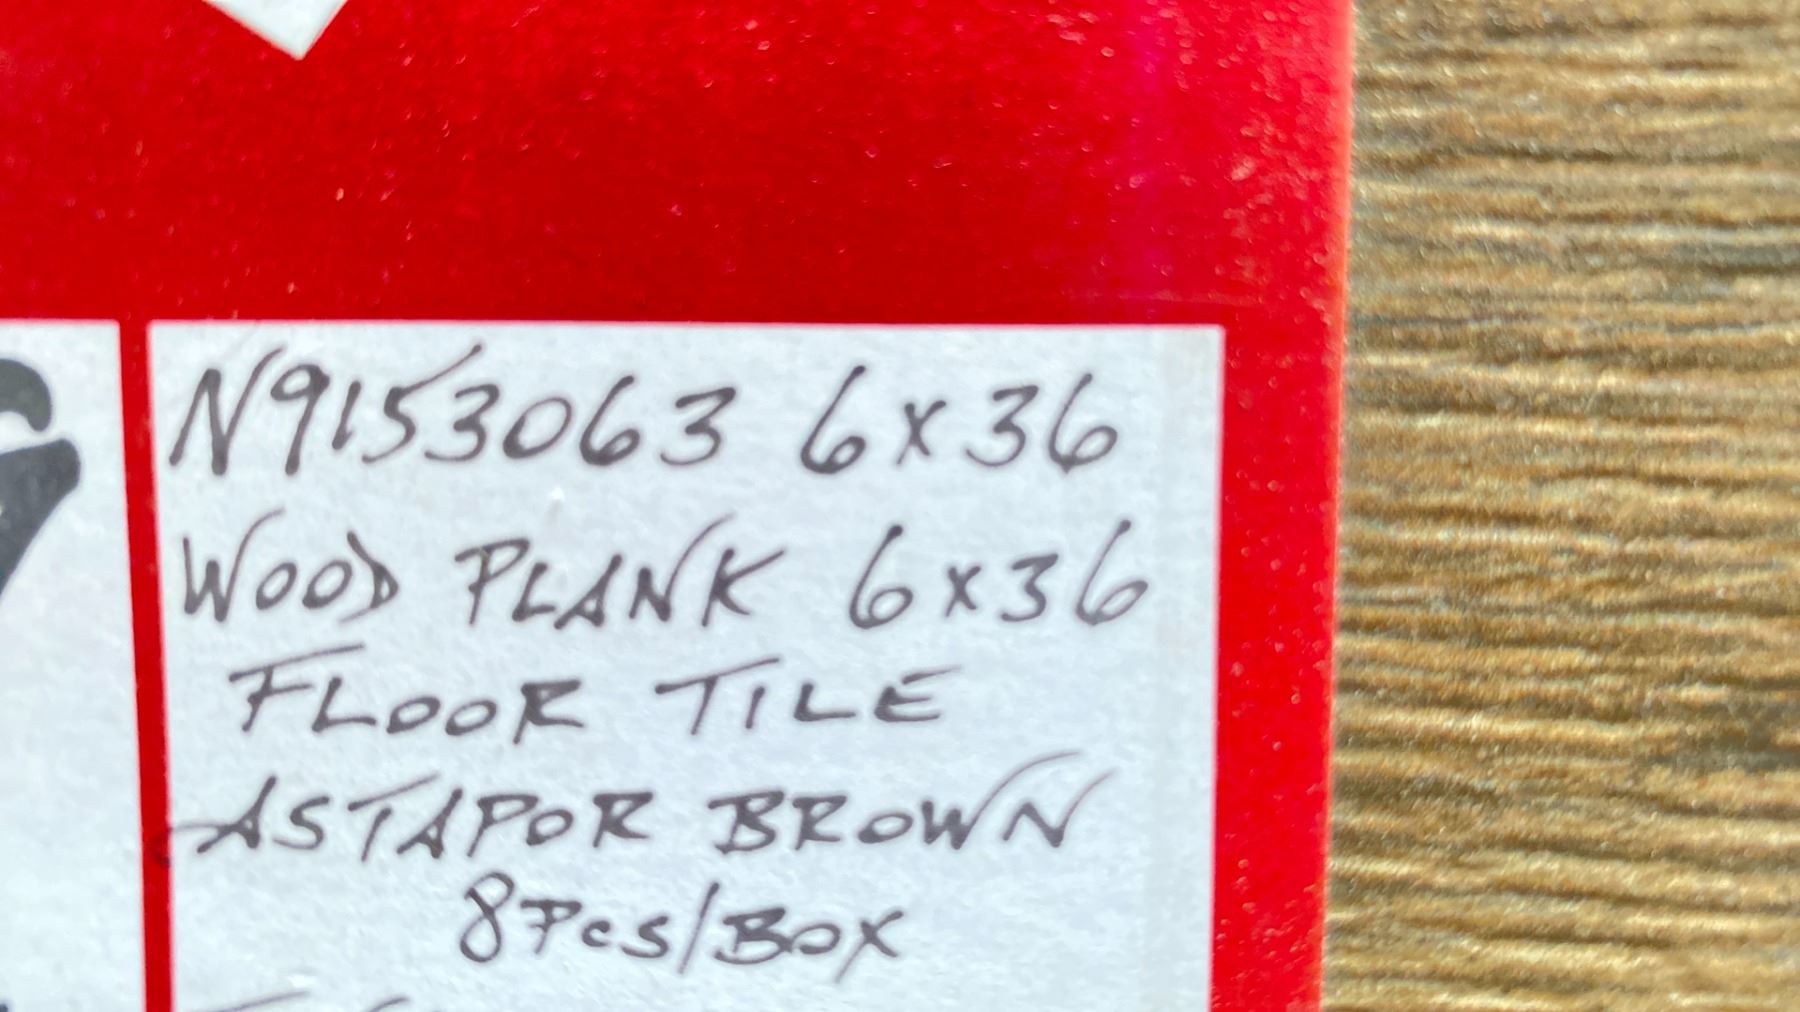 N9153063 6x36
WOOD PLANK 6x36
FLOOR TILE
ASTAPOR BROWN
8Pcs/Box